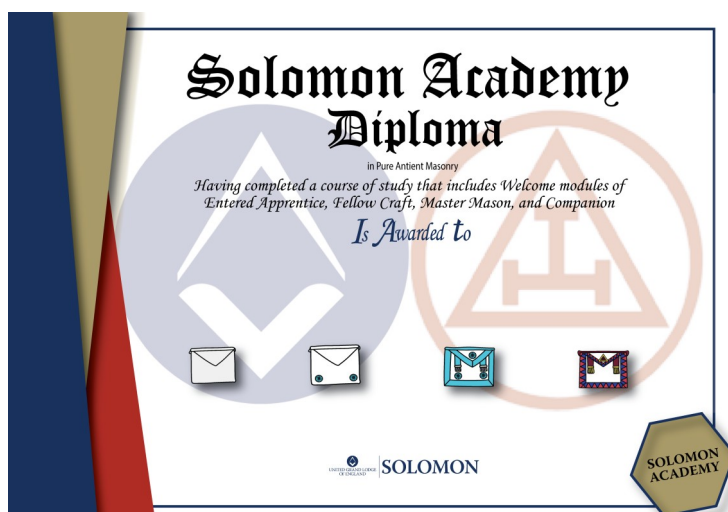 Solomon Academy
Diploma
in Pure Antient Masonry
Having completed a course of study that includes Welcome modules of
Entered Apprentice, Fellow Craft, Master Mason, and Companion
Is Awarded to
UNITED GRAND LODGE
OF ENGLAND
SOLOMON
SOLOMON
ACADEMY